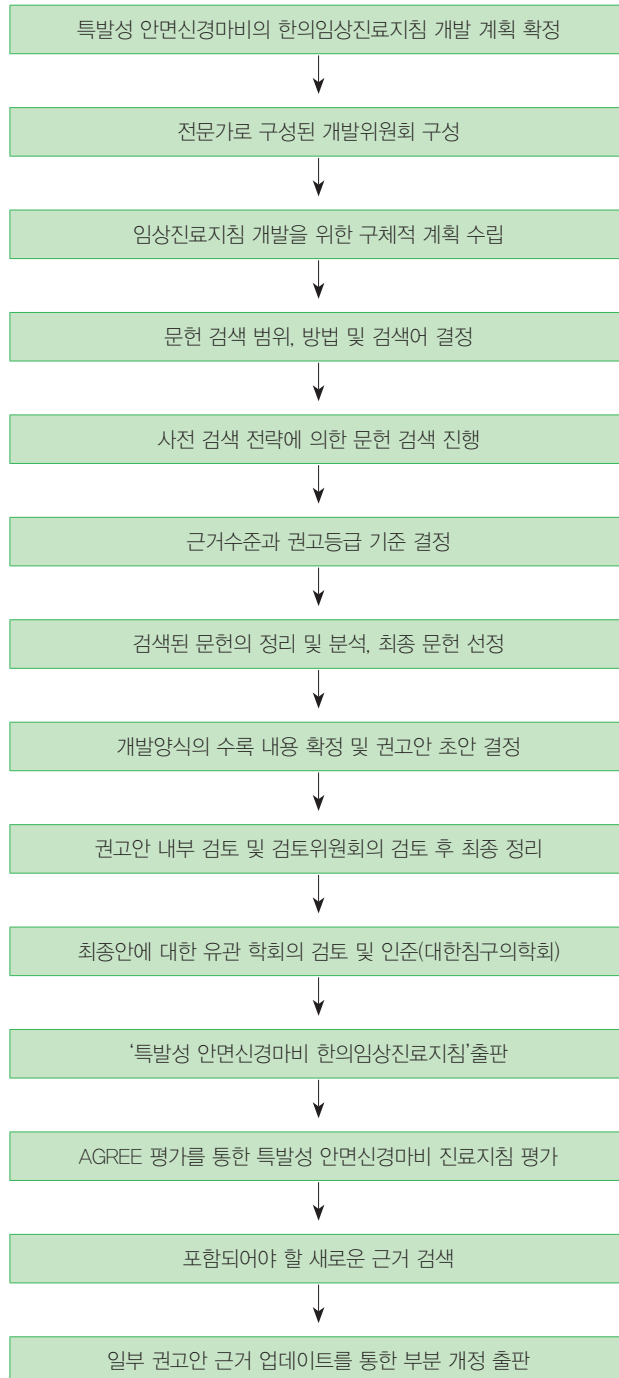 특발성 안면신경마비의 한의임상진료지침 개발 계획 확정
전문가로 구성된 개발위원회 구성
임상진료지침 개발을 위한 구체적 계획 수립
문헌 검색 범위, 방법 및 검색어 결정
사전 검색 전략에 의한 문헌 검색 진행
근거수준과 권고등급 기준 결정
검색된 문헌의 정리 및 분석, 최종 문헌 선정
개발양식의 수록 내용 확정 및 권고안 초안 결정
권고안 내부 검토 및 검토위원회의 검토 후 최종 정리
최종안에 대한 유관 학회의 검토 및 인준(대한침구의학회)
‘특발성 안면신경마비 한의임상진료지침’출판
AGREE 평가를 통한 특발성 안면신경마비 진료지침 평가
포함되어야 할 새로운 근거 검색
일부 권고안 근거 업데이트를 통한 부분 개정 출판